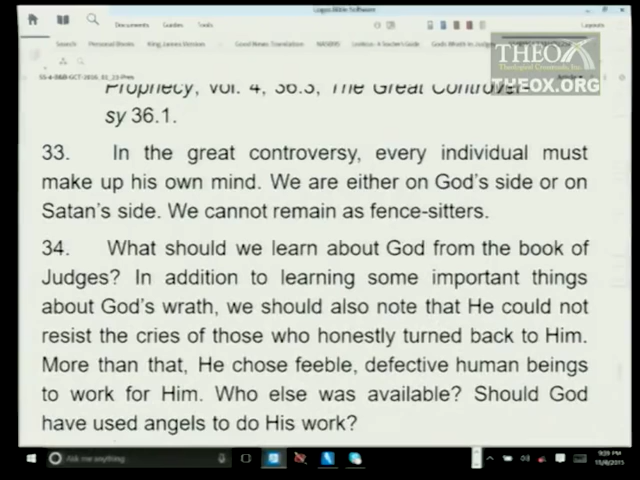 Logos Bible Software
Documents Guides Tools
Layouts
Search Personal Books King James Version Good News Translation
THEOX
THEOX.ORG
Prophecy, vol. 4, 36.3; The Great Controver-
sy 36.1.
33. In the great controversy, every individual must
make up his own mind. We are either on God's side or on
Satan's side. We cannot remain as fence-sitters.
34. What should we learn about God from the book of
Judges? In addition to learning some important things
about God's wrath, we should also note that He could not
resist the cries of those who honestly turned back to Him.
More than that, He chose feeble, defective human beings
to work for Him. Who else was available? Should God
have used angels to do His work?
Ask me anything
9:09 PM